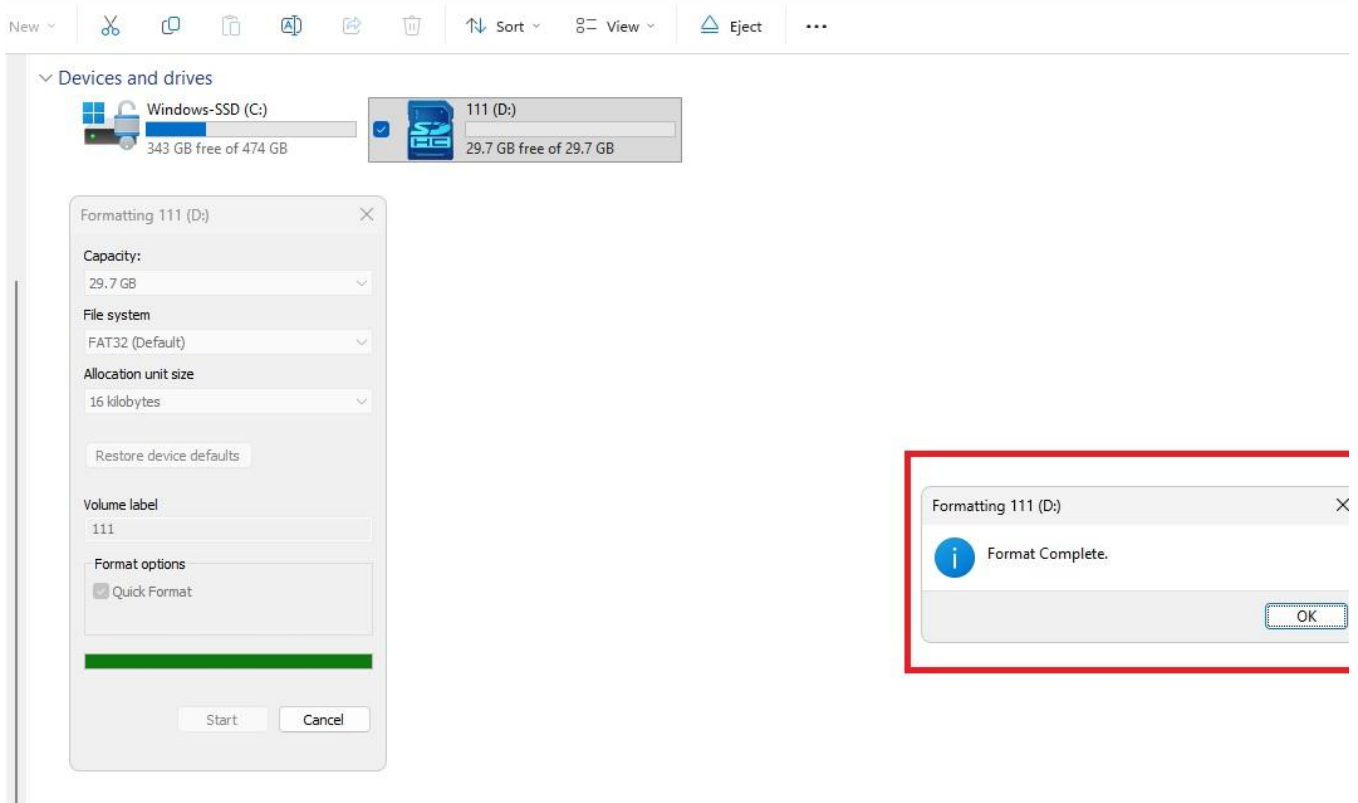 New
Sort
View
Eject
Devices and drives
Windows-SSD (C:)
343 GB free of 474 GB
111 (D:)
29.7 GB free of 29.7 GB
Formatting 111 (D:)
Capacity:
29.7 GB
File system
FAT32 (Default)
Allocation unit size
16 kilobytes
Restore device defaults
Volume label
111
Format options
Quick Format
Start Cancel
Formatting 111 (D:)
Format Complete.
OK